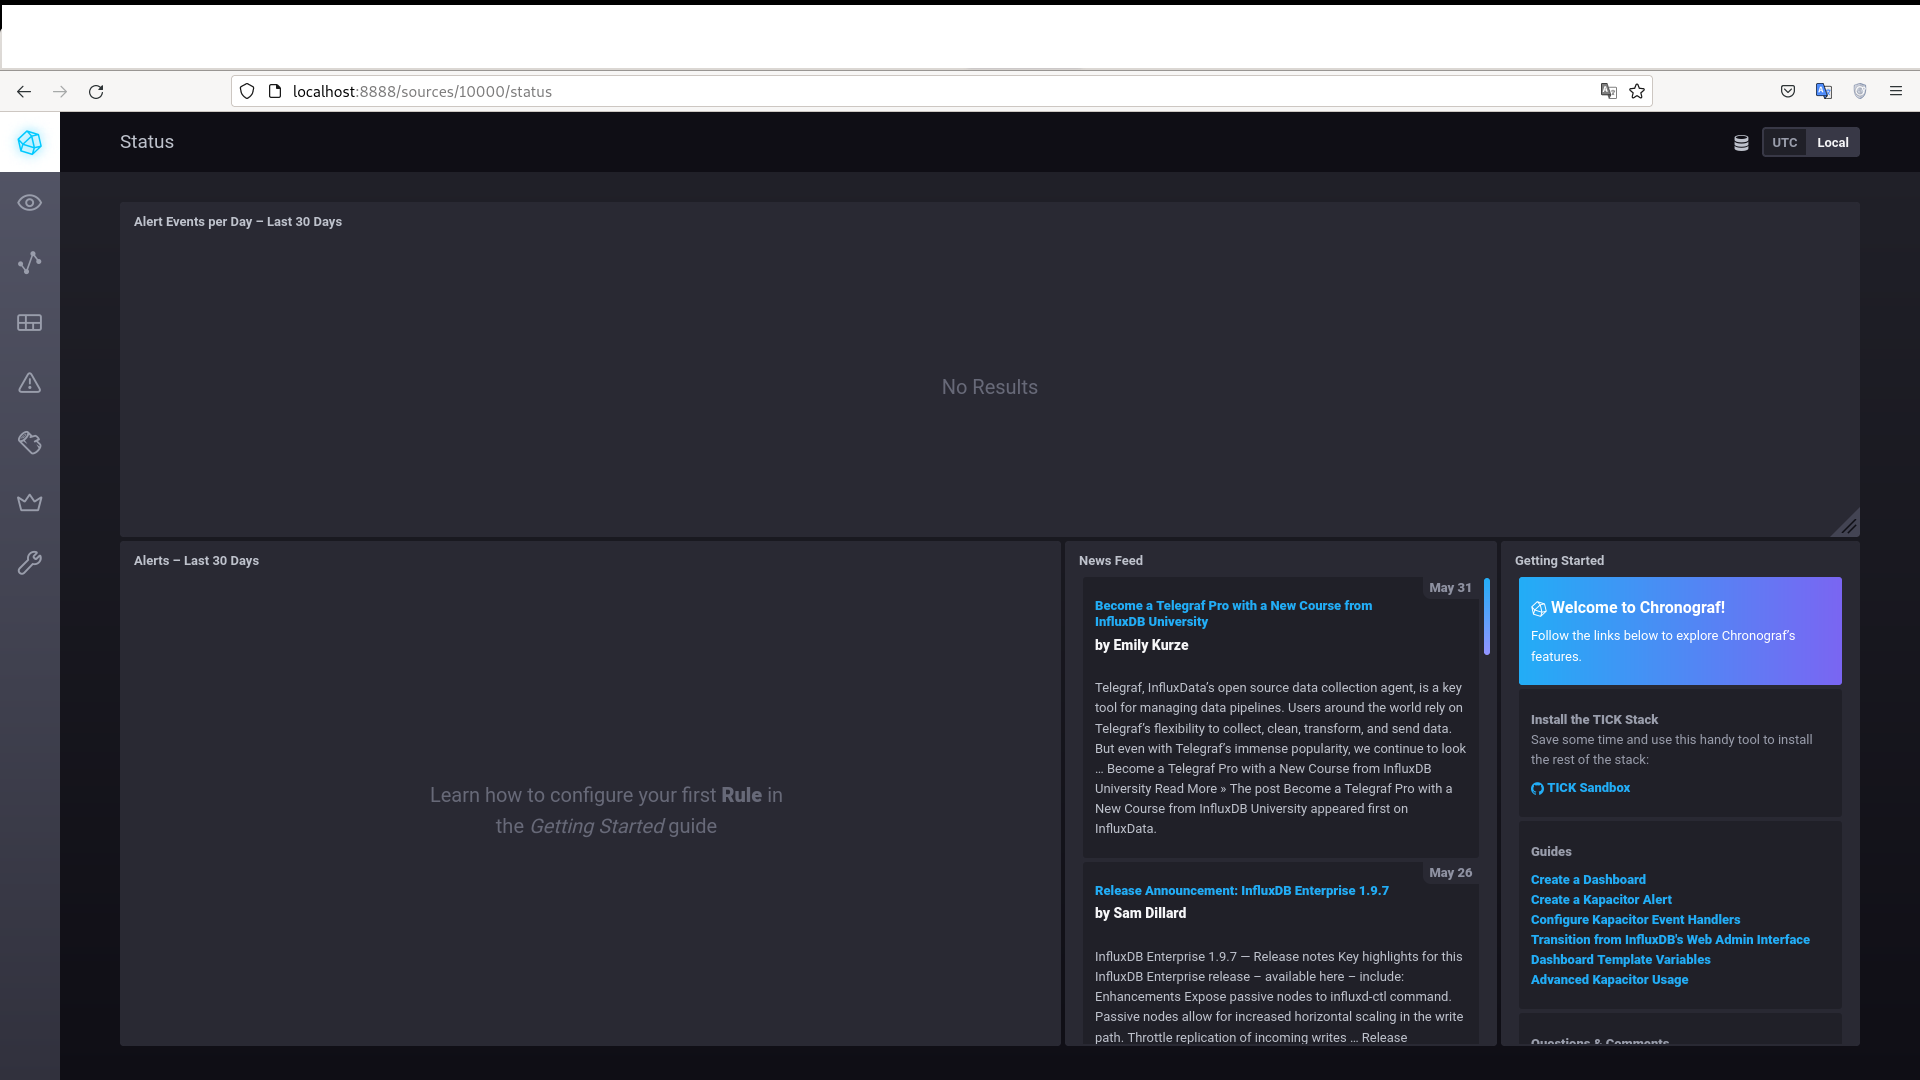 localhost:8888/sources/10000/status
Status
UTC
Local
Alert Events per Day – Last 30 Days
No Results
Alerts – Last 30 Days
Learn how to configure your first Rule in
the Getting Started guide
News Feed
May 31
Become a Telegraf Pro with a New Course from
InfluxDB University
by Emily Kurze
Telegraf, InfluxData’s open source data collection agent, is a key
tool for managing data pipelines. Users around the world rely on
Telegraf’s flexibility to collect, clean, transform, and send data.
But even with Telegraf’s immense popularity, we continue to look
… Become a Telegraf Pro with a New Course from InfluxDB
University Read More » The post Become a Telegraf Pro with a
New Course from InfluxDB University appeared first on
InfluxData.
May 26
Release Announcement: InfluxDB Enterprise 1.9.7
by Sam Dillard
InfluxDB Enterprise 1.9.7 — Release notes Key highlights for this
InfluxDB Enterprise release – available here – include:
Enhancements Expose passive nodes to influxd-ctl command.
Passive nodes allow for increased horizontal scaling in the write
path. Throttle replication of incoming writes … Release
Getting Started
Welcome to Chronograf!
Follow the links below to explore Chronograf’s
features.
Install the TICK Stack
Save some time and use this handy tool to install
the rest of the stack:
TICK Sandbox
Guides
Create a Dashboard
Create a Kapacitor Alert
Configure Kapacitor Event Handlers
Transition from InfluxDB's Web Admin Interface
Dashboard Template Variables
Advanced Kapacitor Usage
Questions & Comments